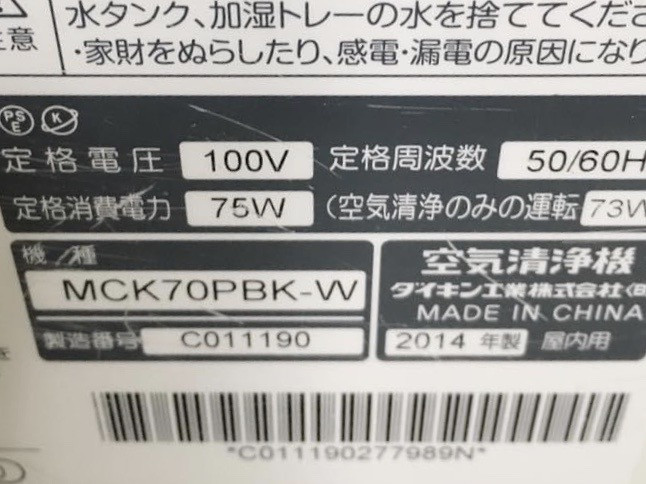 水タンク、加湿トレーの水を捨ててくださ
注意
・家財をぬらしたり、感電・漏電の原因になり
PS E K
定格電圧 100V 定格周波数 50/60H
定格消費電力 75W (空気清浄のみの運転 73W
機種 空気清浄機
MCK70PBK-W ダイキン工業株式会社
MADE IN CHINA
製造番号 C011190 2014 年製 屋内用
*C011190277989N*